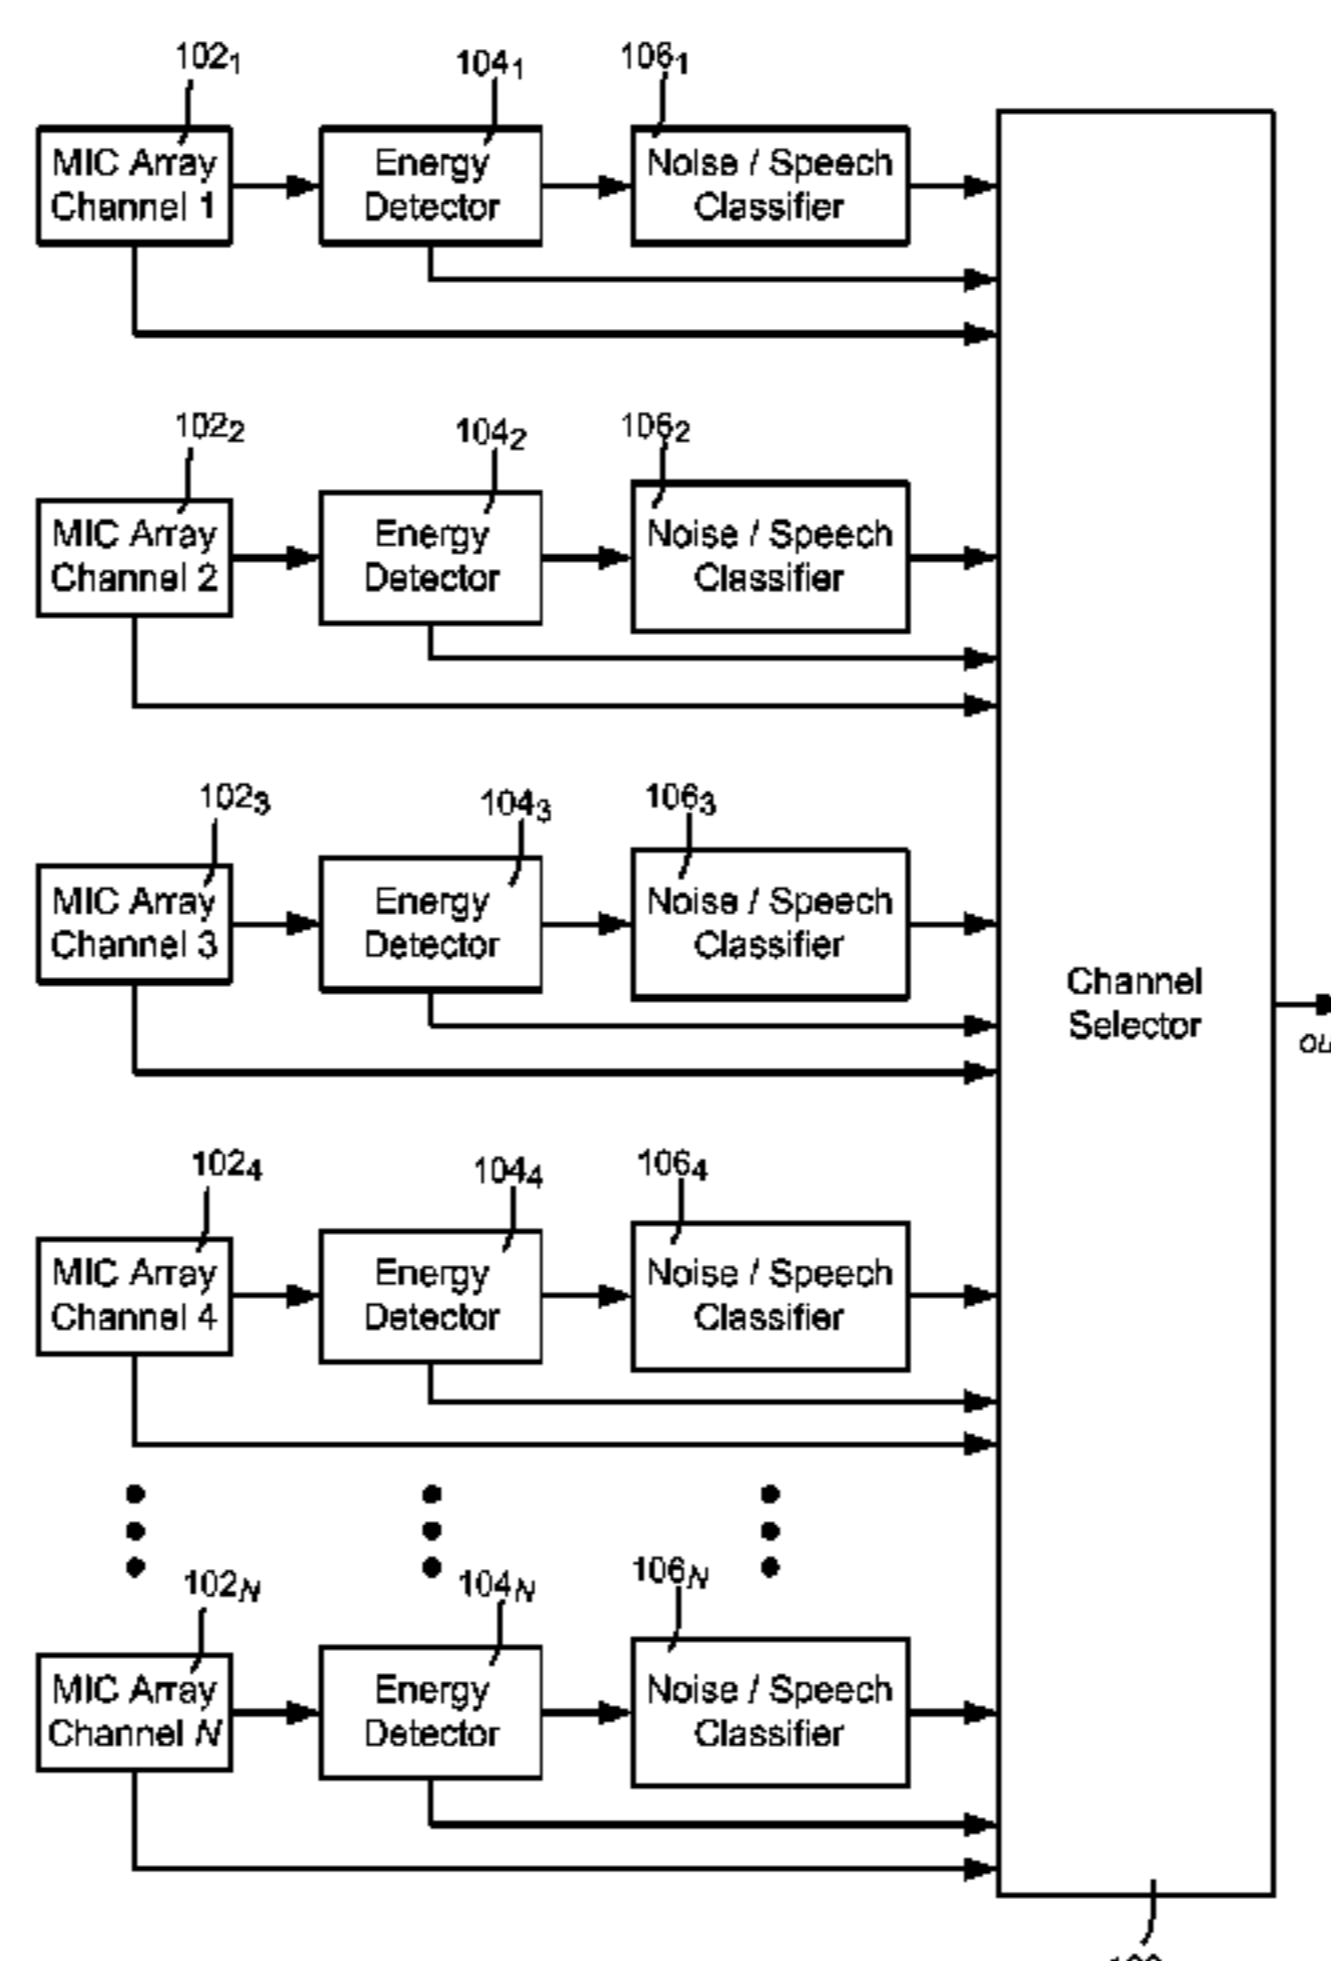 102₁ 104₁ 106₁
MIC Array
Channel 1
Energy
Detector
Noise / Speech
Classifier
102₂ 104₂ 106₂
MIC Array
Channel 2
Energy
Detector
Noise / Speech
Classifier
102₃ 104₃ 106₃
MIC Array
Channel 3
Energy
Detector
Noise / Speech
Classifier
Channel
Selector
102₄ 104₄ 106₄
MIC Array
Channel 4
Energy
Detector
Noise / Speech
Classifier
102N 104N 106N
MIC Array
Channel N
Energy
Detector
Noise / Speech
Classifier